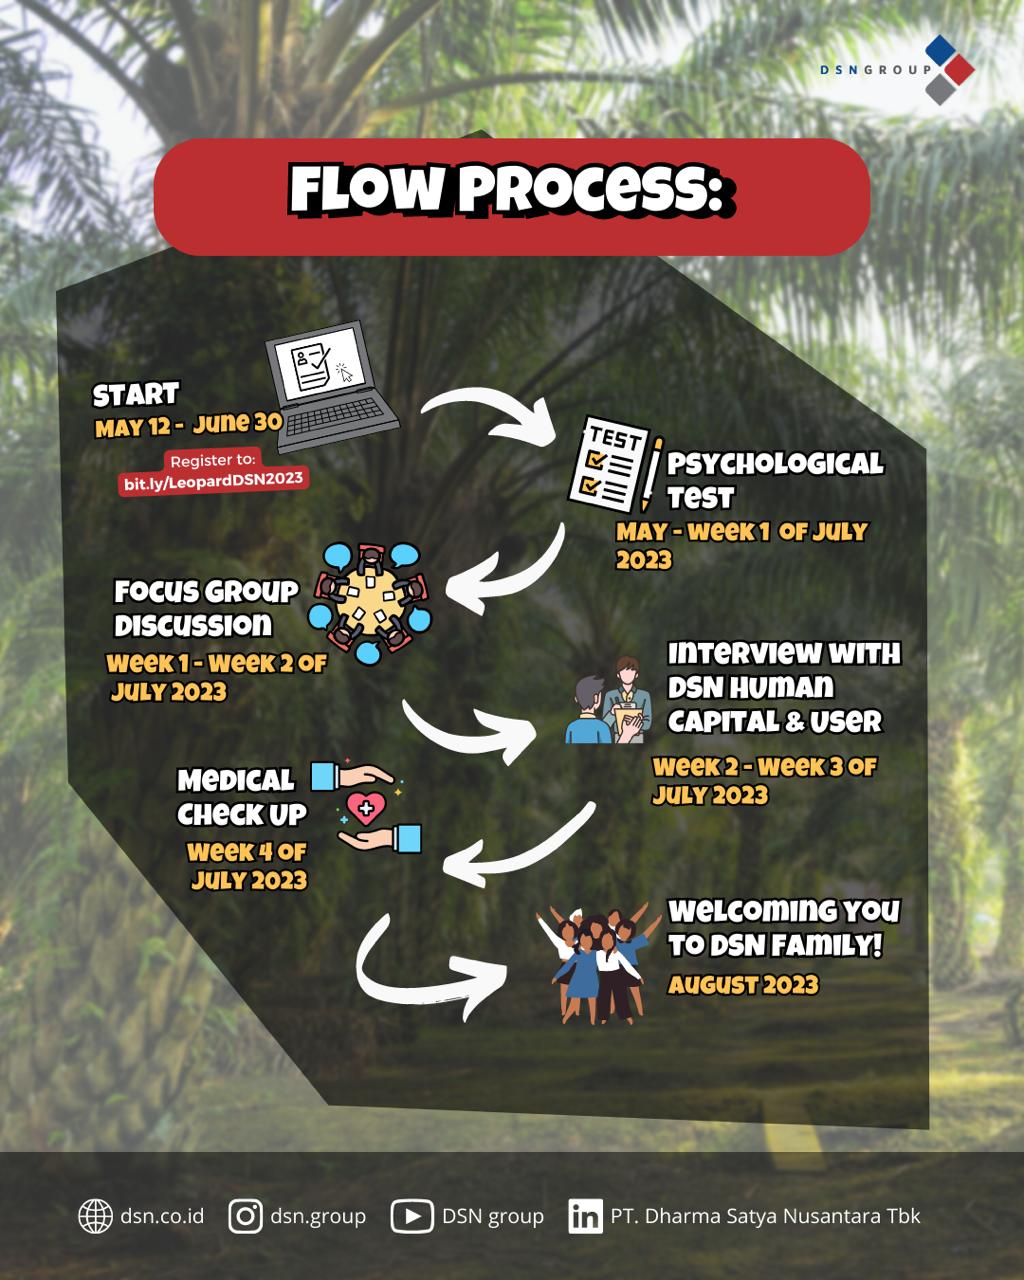 DSNGROUP
FLOW PROCESS:
START
MAY 12 - June 30
Register to:
bit.ly/LeopardDSN2023
TEST
PSYCHOLOGICAL
TEST
MAY - Week 1 OF JULY
2023
FOCUS GROUP
DISCUSSION
Week 1 - Week 2 OF
JULY 2023
Interview with
DSN Human
Capital & User
Week 2 - Week 3 OF
JULY 2023
Medical
Check Up
Week 4 OF
JULY 2023
Welcoming you
to DSN Family!
August 2023
dsn.co.id
dsn.group
DSN group
in PT. Dharma Satya Nusantara Tbk